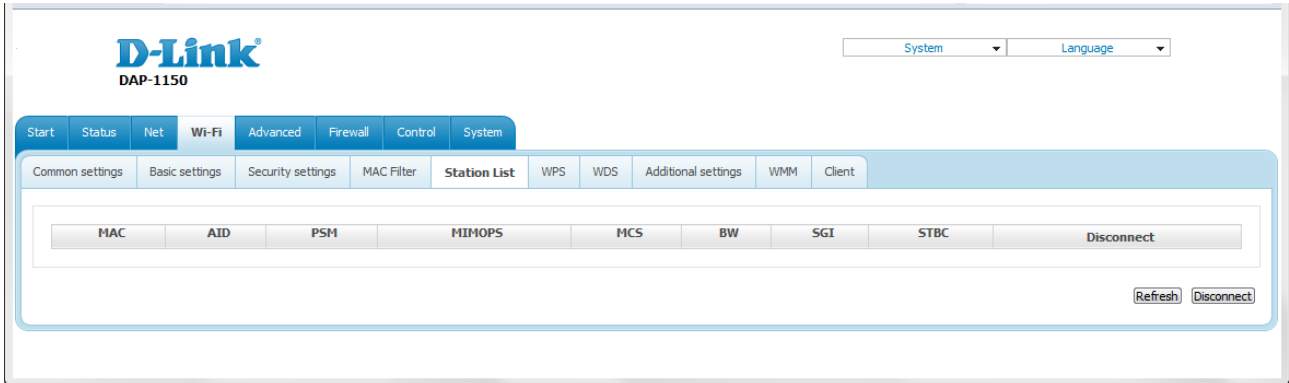 D-Link®
DAP-1150
System Language
Start Status Net Wi-Fi Advanced Firewall Control System
Common settings Basic settings Security settings MAC Filter Station List WPS WDS Additional settings WMM Client
MAC AID PSM MIMOPS MCS BW SGI STBC Disconnect
Refresh Disconnect